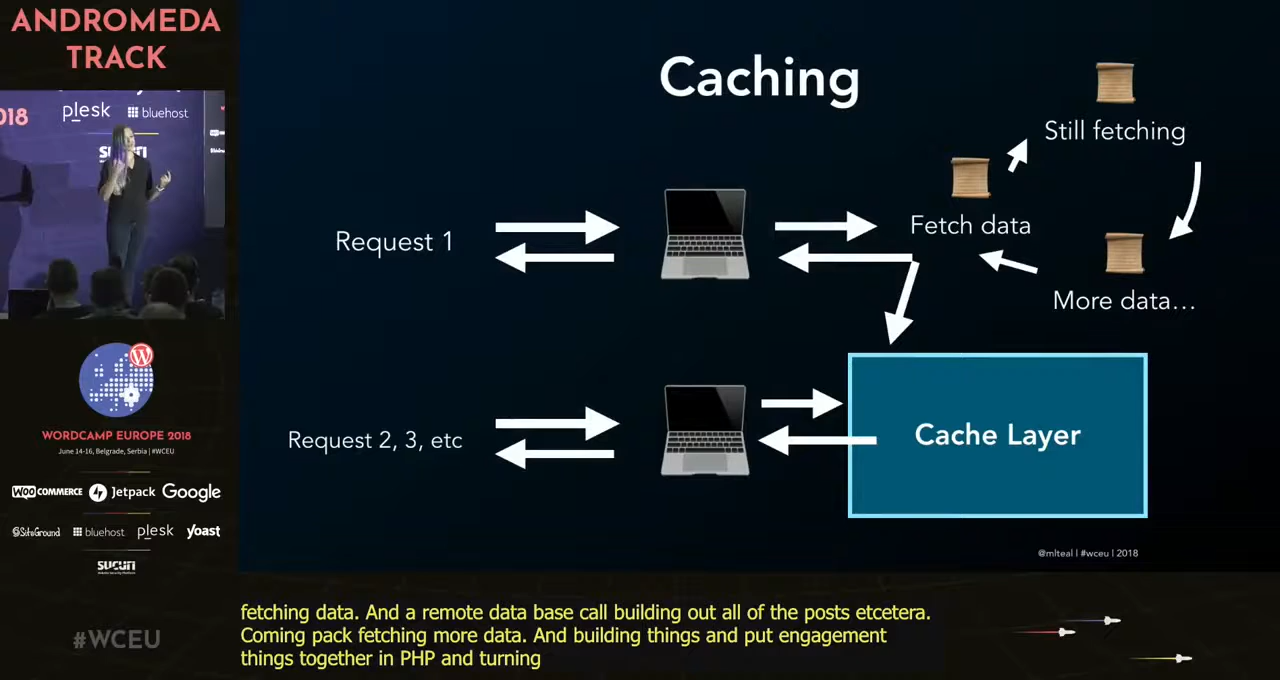 ANDROMEDA
TRACK
2018
plesk
bluehost
SUCURI
WORDCAMP EUROPE 2018
June 14-16, Belgrade, Serbia | #WCEU
WOO COMMERCE
Jetpack
Google
SiteGround
bluehost
plesk
yoast
SUCURI
#WCEU
Caching
Still fetching
Request 1
Fetch data
More data...
Request 2, 3, etc
Cache Layer
@mlteal | #wceu | 2018
fetching data. And a remote data base call building out all of the posts etcetera.
Coming pack fetching more data. And building things and put engagement
things together in PHP and turning